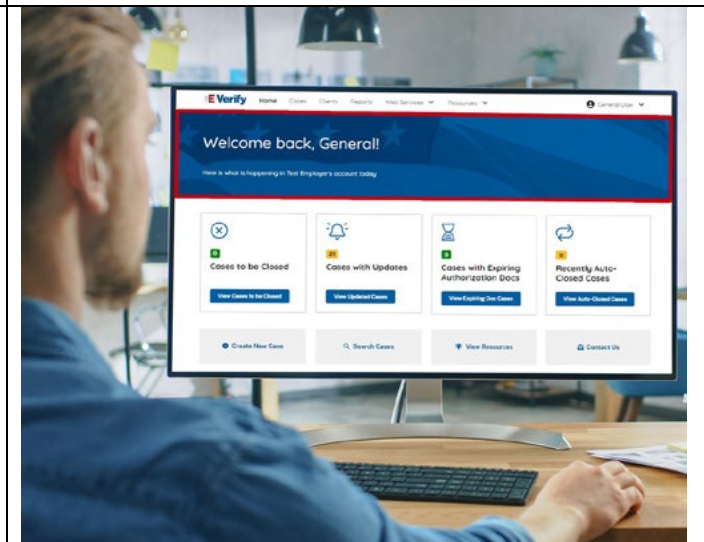 E Verify Home Cases Clients Reports Web Services Resources General User
Welcome back, General!
Here is what is happening in Test Employer's account today
0
21
Cases to be Closed
Cases with Updates
Cases with Expiring
Authorization Docs
Recently Auto-
Closed Cases
View Cases to be Closed
View Updated Cases
View Expiring Doc Cases
View Auto-Closed Cases
Create New Case
Search Cases
View Resources
Contact Us